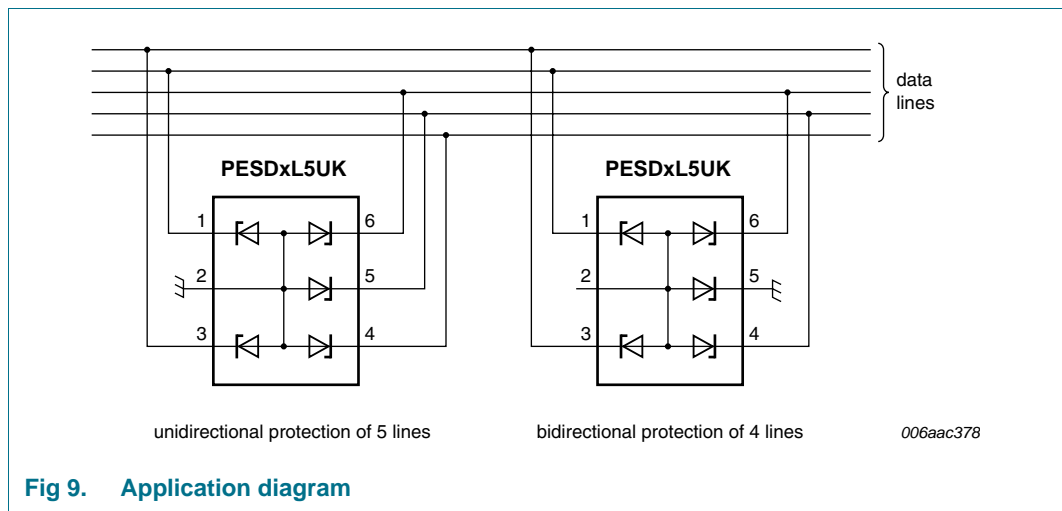 data
lines
PESDxL5UK
PESDxL5UK
1
6
1
6
2
5
2
5
3
4
3
4
unidirectional protection of 5 lines
bidirectional protection of 4 lines
006aac378
Fig 9. Application diagram